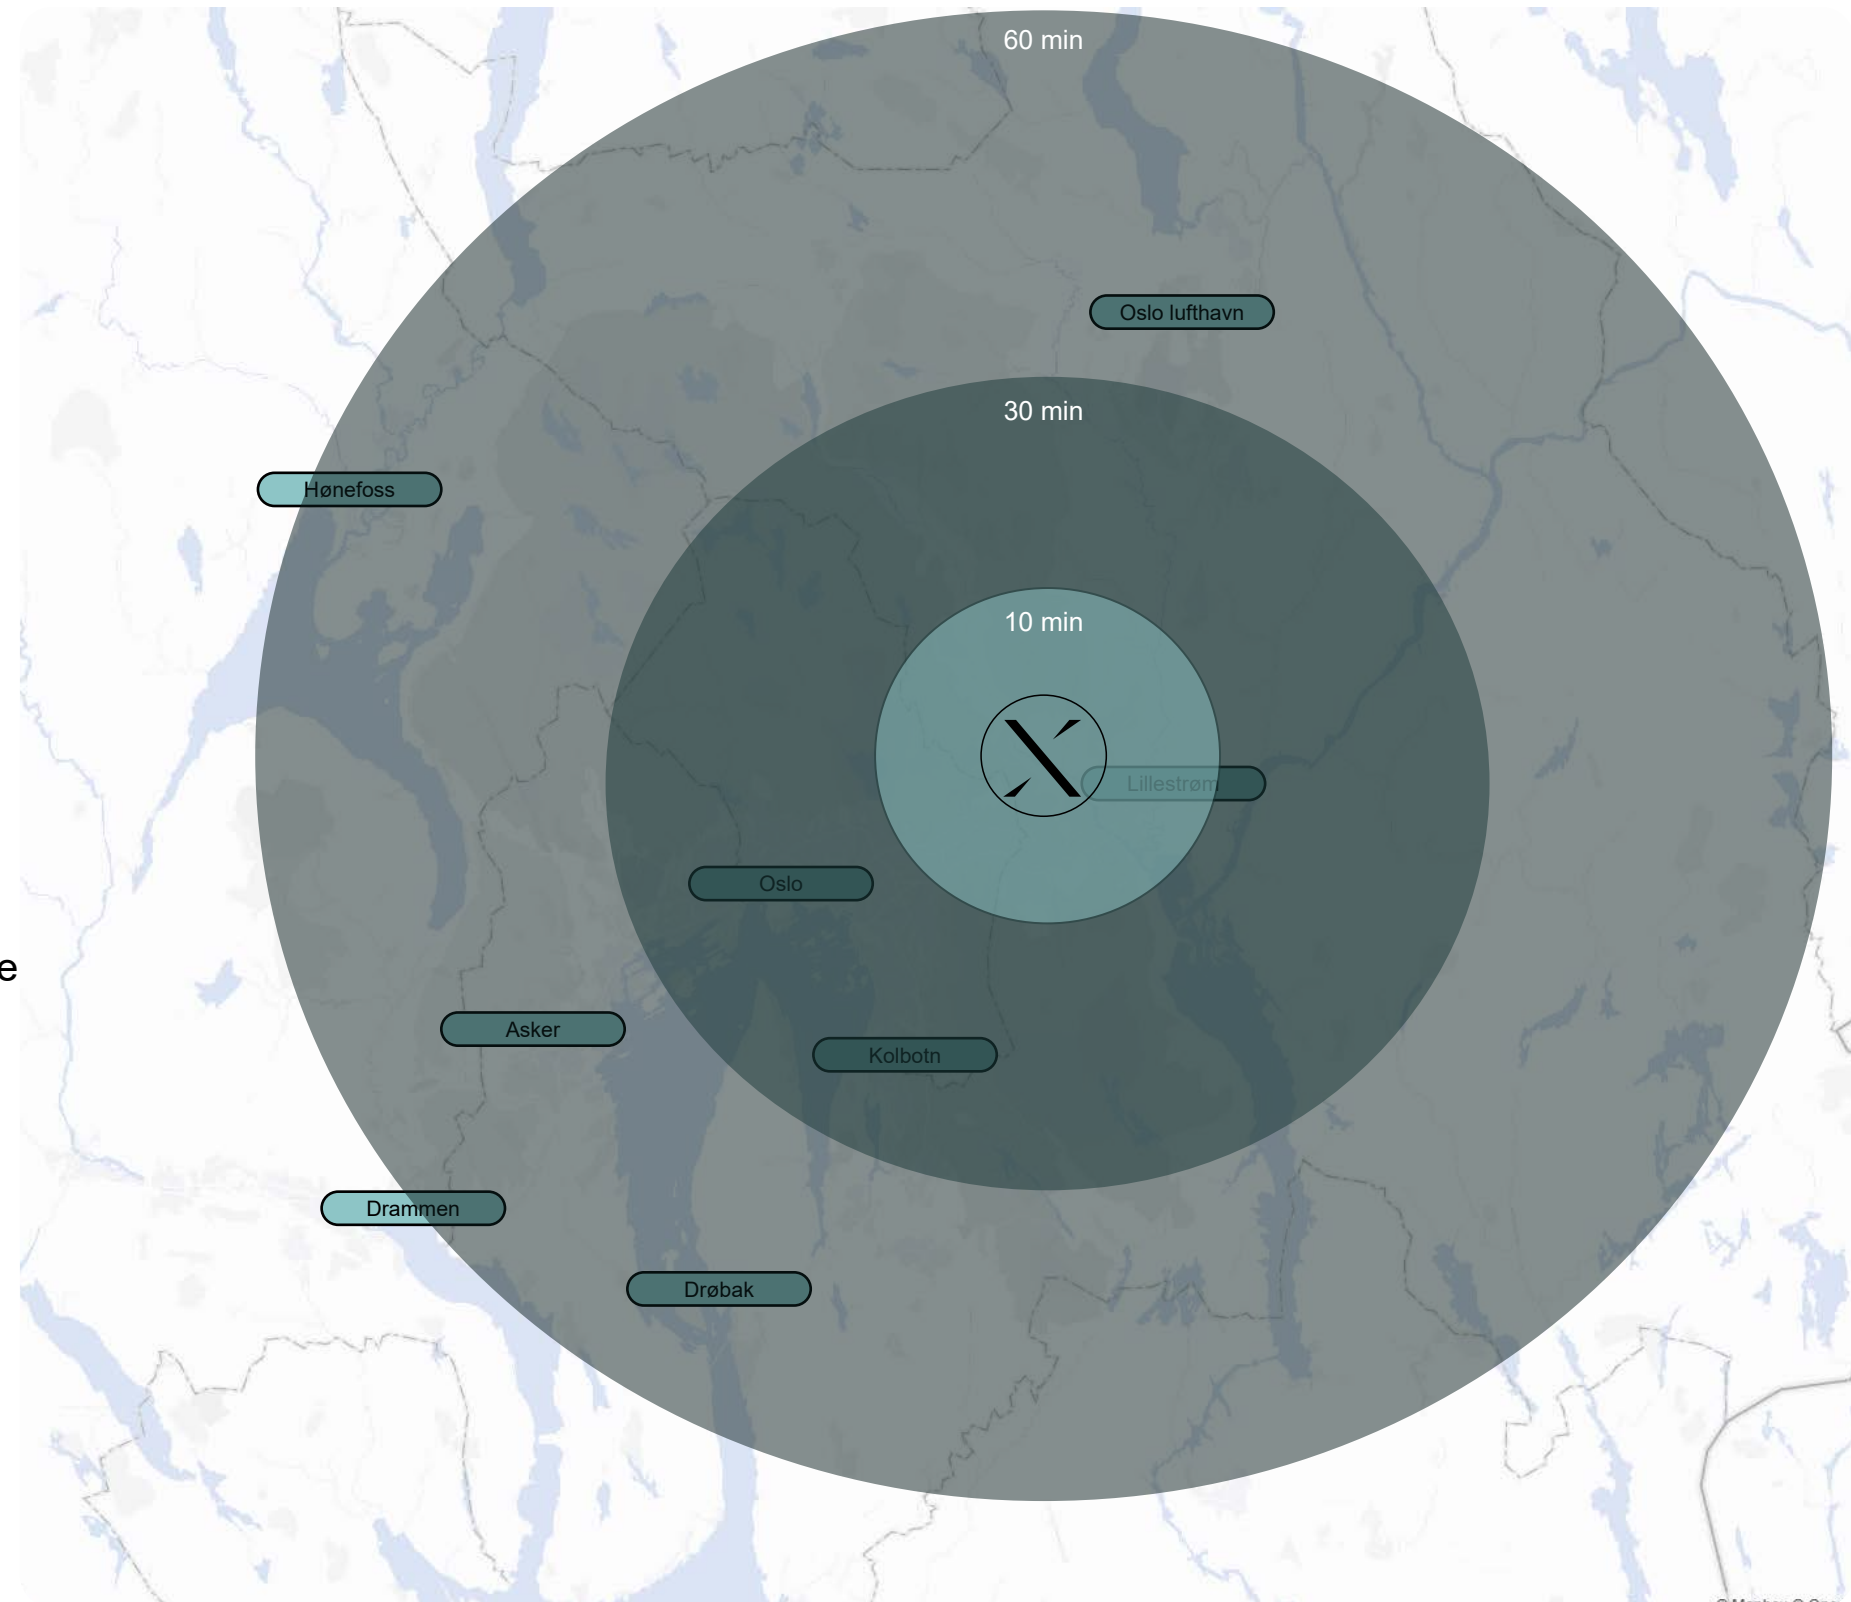 60 min
Oslo lufthavn
30 min
Hønefoss
10 min
Lillestrøm
Oslo
e
Asker
Kolbotn
Drammen
Drøbak